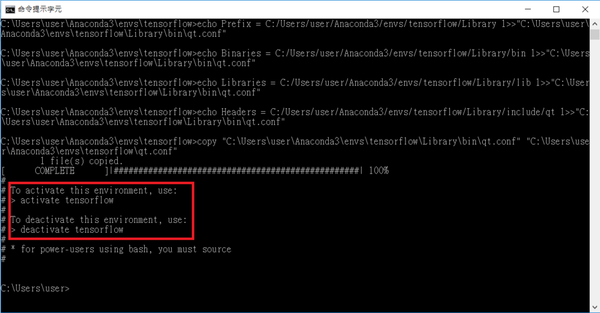 命令提示字元
C:\Users\user\Anaconda3\envs\tensorflow>echo Prefix = C:/Users/user/Anaconda3/envs/tensorflow/Library 1>>"C:\Users\user\
Anaconda3\envs\tensorflow\Library\bin\qt.conf"
C:\Users\user\Anaconda3\envs\tensorflow>echo Binaries = C:/Users/user/Anaconda3/envs/tensorflow/Library/bin 1>>"C:\Users
\user\Anaconda3\envs\tensorflow\Library\bin\qt.conf"
C:\Users\user\Anaconda3\envs\tensorflow>echo Libraries = C:/Users/user/Anaconda3/envs/tensorflow/Library/lib 1>>"C:\User
s\user\Anaconda3\envs\tensorflow\Library\bin\qt.conf"
C:\Users\user\Anaconda3\envs\tensorflow>echo Headers = C:/Users/user/Anaconda3/envs/tensorflow/Library/include/qt 1>>"C:
\Users\user\Anaconda3\envs\tensorflow\Library\bin\qt.conf"
C:\Users\user\Anaconda3\envs\tensorflow>copy "C:\Users\user\Anaconda3\envs\tensorflow\Library\bin\qt.conf" "C:\Users\use
r\Anaconda3\envs\tensorflow\qt.conf"
1 file(s) copied.
[ COMPLETE ]|##################################################| 100%
#
# To activate this environment, use:
# > activate tensorflow
#
# To deactivate this environment, use:
# > deactivate tensorflow
#
# * for power-users using bash, you must source
#
C:\Users\user>